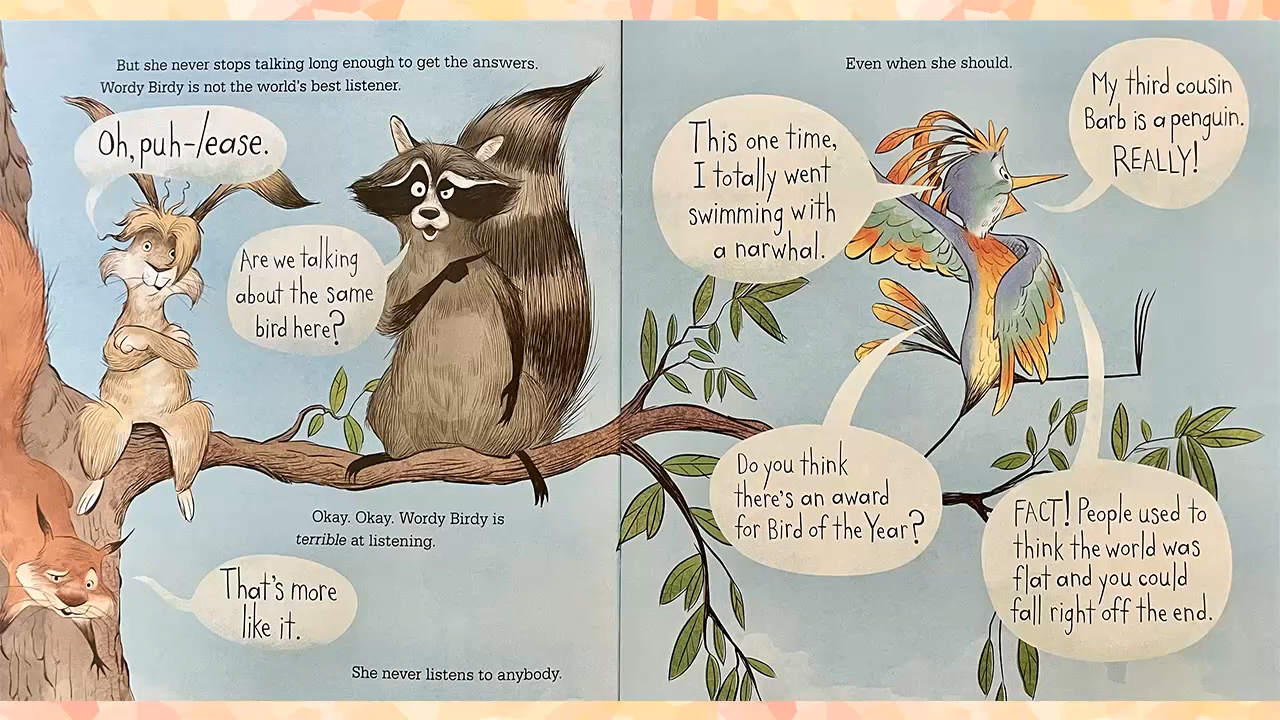 But she never stops talking long enough to get the answers.
Wordy Birdy is not the world's best listener.
Oh, puh-lease.
Are we talking
about the same
bird here?
Okay. Okay. Wordy Birdy is
terrible at listening.
That's more
like it.
She never listens to anybody.
Even when she should.
This one time,
I totally went
swimming with
a narwhal.
My third cousin
Barb is a penguin.
REALLY!
Do you think
there's an award
for Bird of the Year?
FACT! People used to
think the world was
flat and you could
fall right off the end.